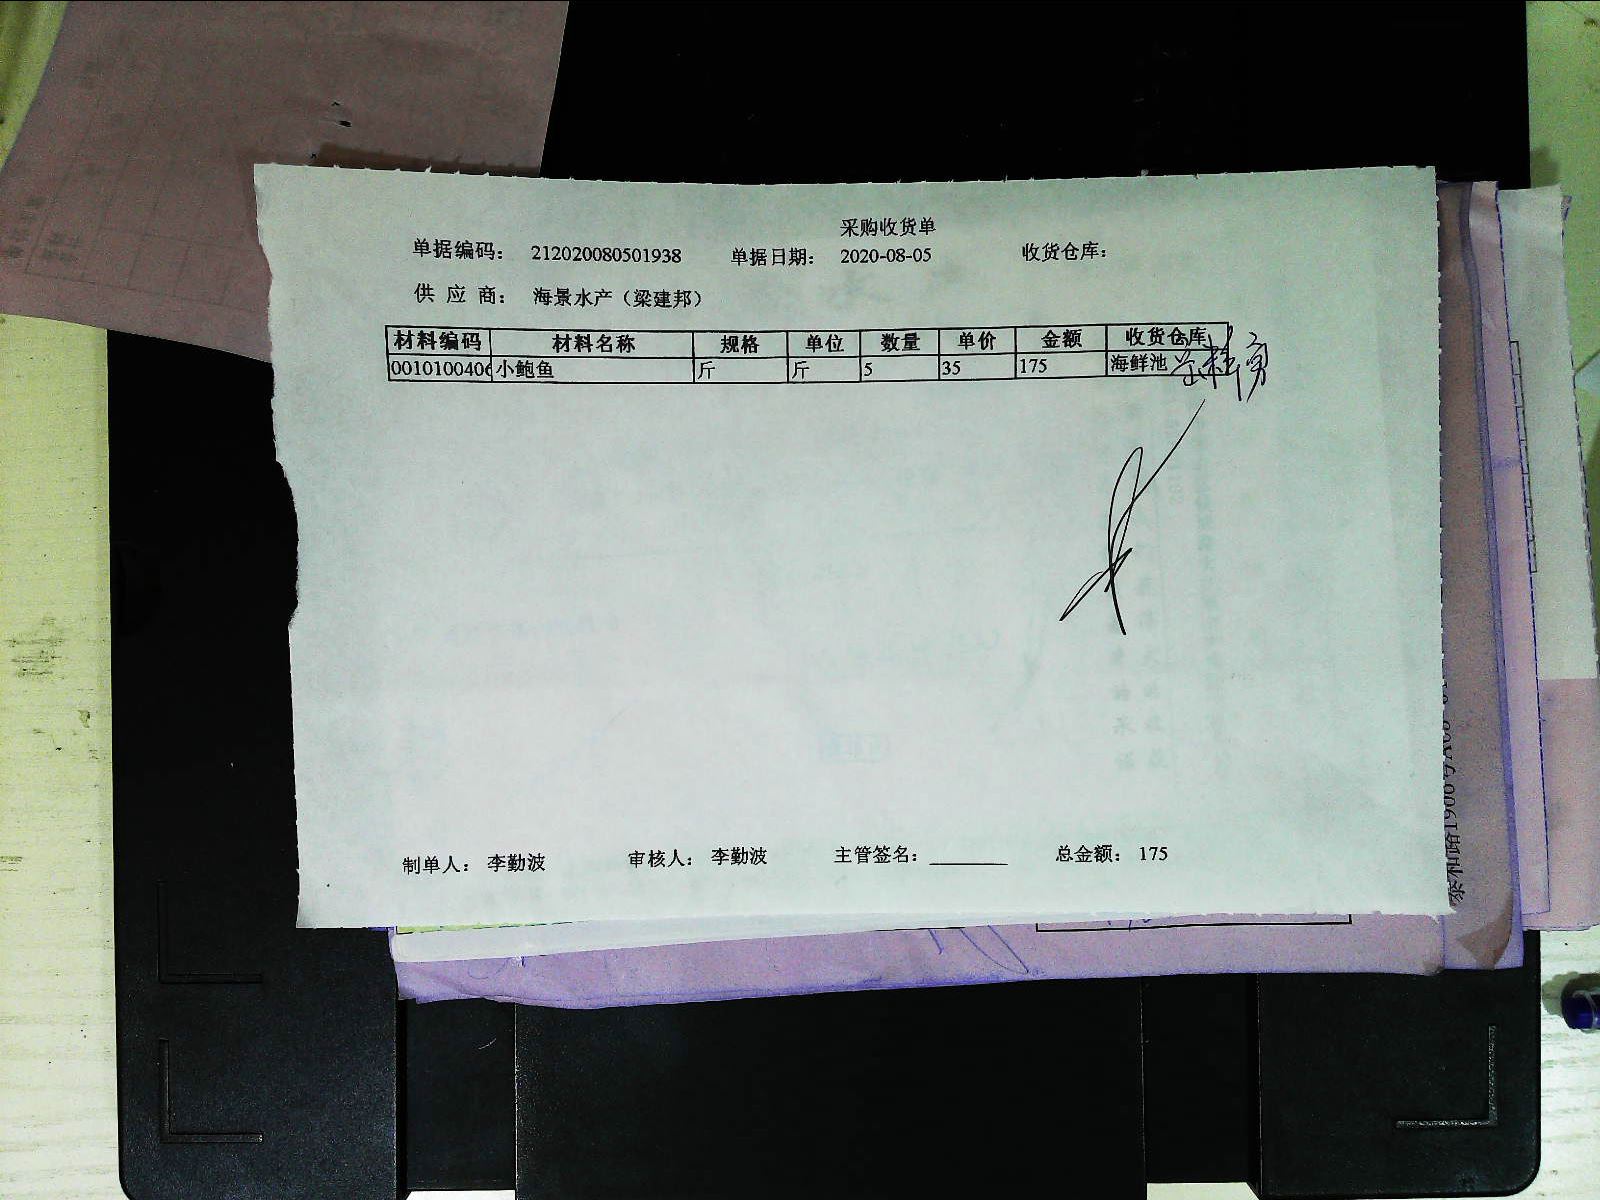 采购收货单
单据编码： 212020080501938 单据日期： 2020-08-05 收货仓库：
供 应 商： 海景水产（梁建邦）
材料编码 材料名称 规格 单位 数量 单价 金额 收货仓库
0010100406 小鲍鱼 斤 斤 5 35 175 海鲜池
制单人： 李勤波 审核人： 李勤波 主管签名：________ 总金额： 175